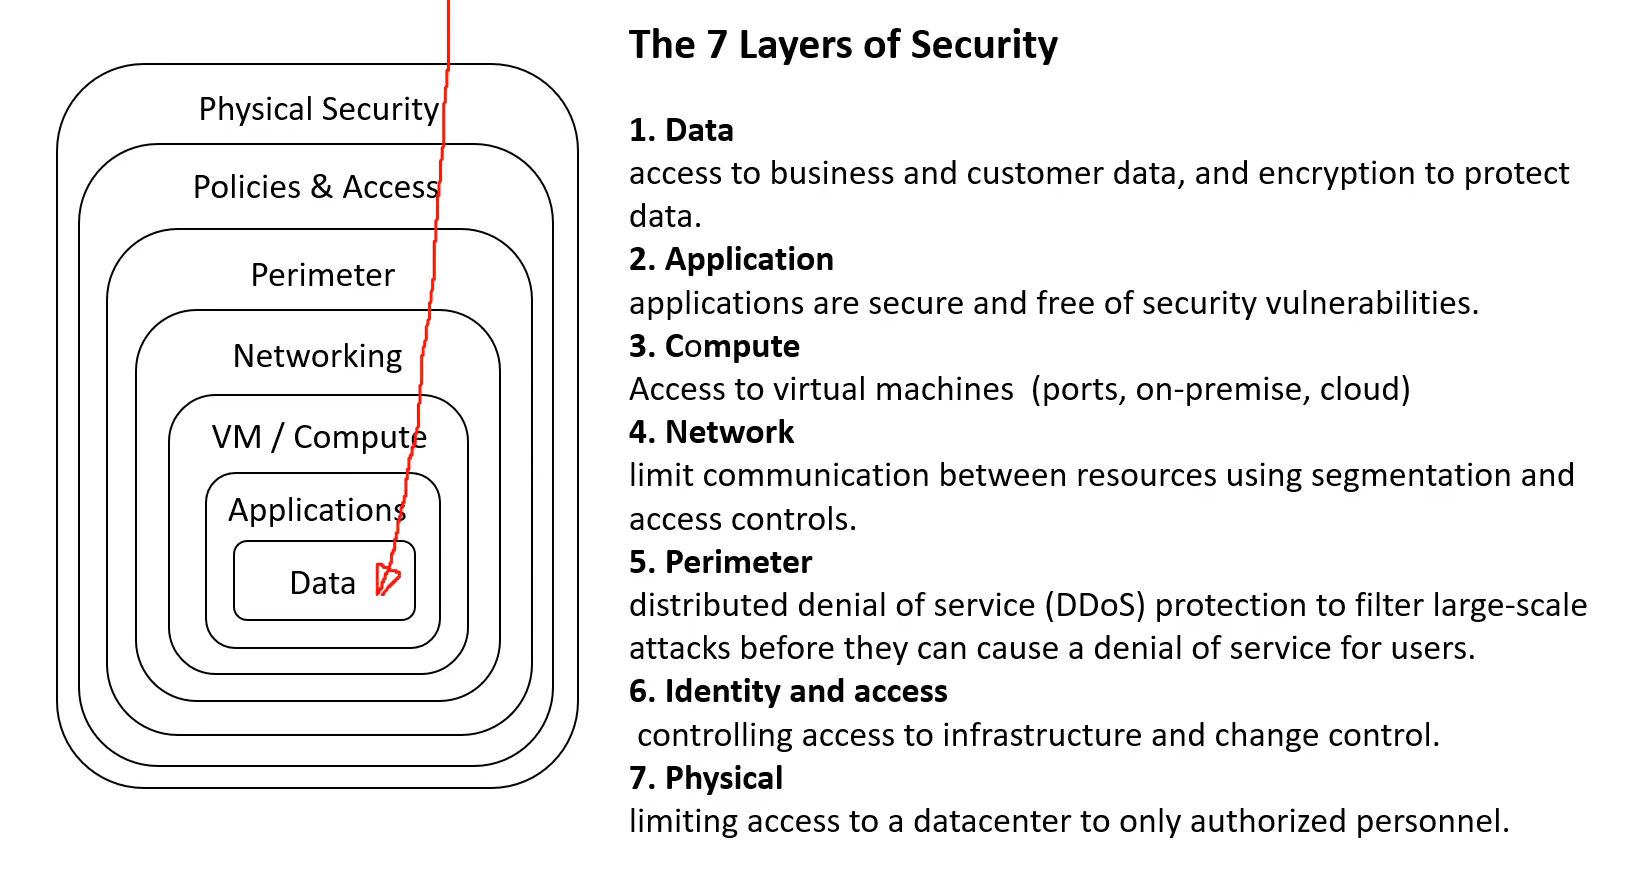 Physical Security
Policies & Access
Perimeter
Networking
VM / Compute
Applications
Data
The 7 Layers of Security
1. Data
access to business and customer data, and encryption to protect
data.
2. Application
applications are secure and free of security vulnerabilities.
3. Compute
Access to virtual machines  (ports, on-premise, cloud)
4. Network
limit communication between resources using segmentation and
access controls.
5. Perimeter
distributed denial of service (DDoS) protection to filter large-scale
attacks before they can cause a denial of service for users.
6. Identity and access
controlling access to infrastructure and change control.
7. Physical
limiting access to a datacenter to only authorized personnel.